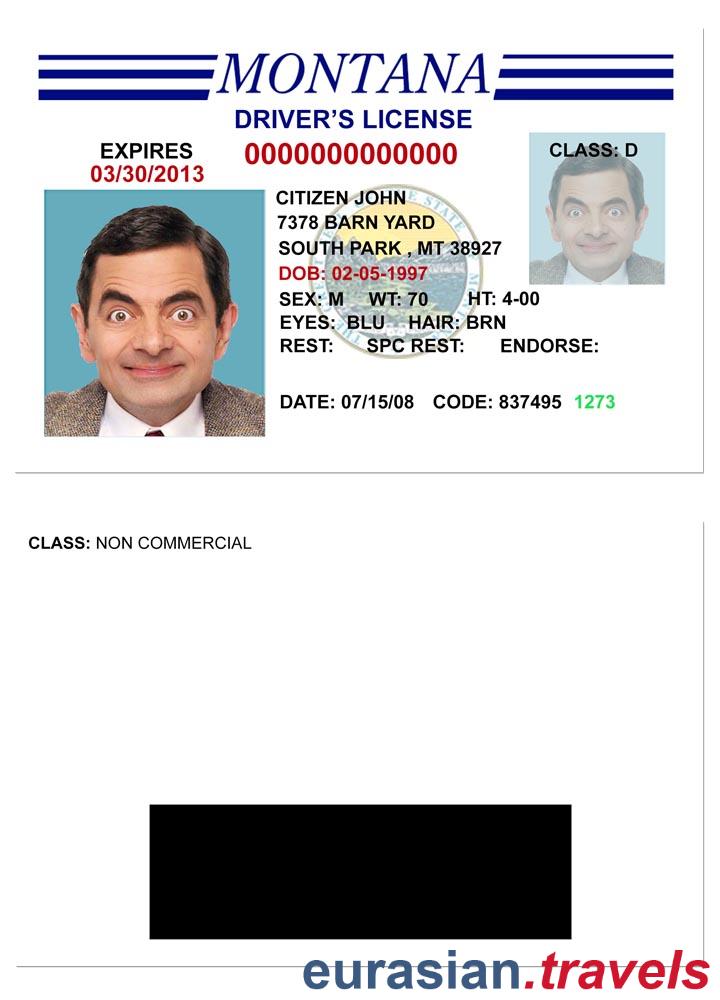 MONTANA
DRIVER'S LICENSE
EXPIRES
03/30/2013
0000000000000
CLASS: D
CITIZEN JOHN
7378 BARN YARD
SOUTH PARK , MT 38927
DOB: 02-05-1997
SEX: M WT: 70 HT: 4-00
EYES: BLU HAIR: BRN
REST: SPC REST: ENDORSE:
DATE: 07/15/08 CODE: 837495 1273
CLASS: NON COMMERCIAL
eurasian.travels